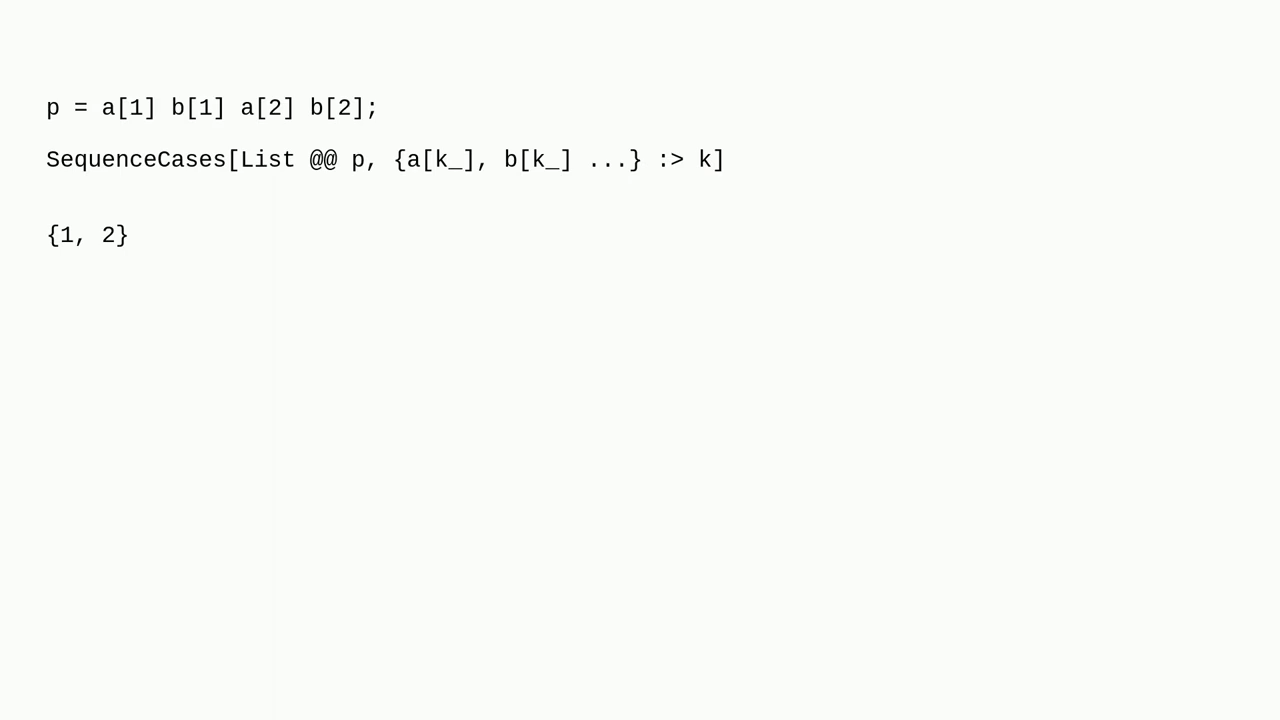 p = a[1] b[1] a[2] b[2];
SequenceCases[List @@ p, {a[k_], b[k_] ...} :> k]
{1, 2}